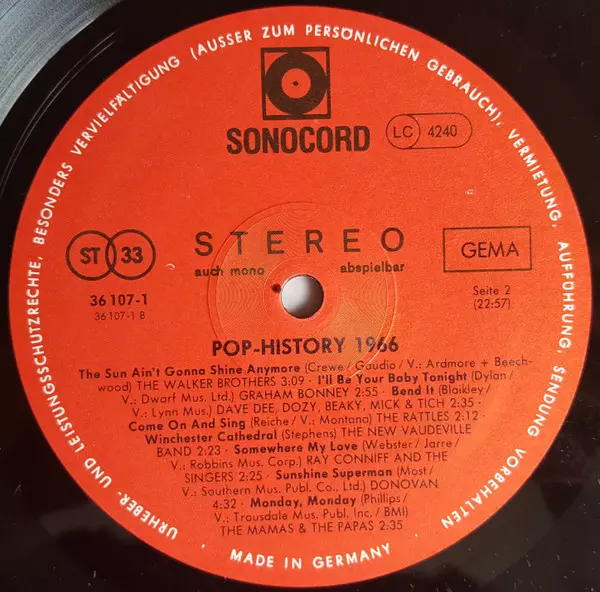 URHEBER- UND LEISTUNGSSCHUTZRECHTE, BESONDERS VERVIELFÄLTIGUNG (AUSSER ZUM PERSÖNLICHEN GEBRAUCH), VERMIETUNG, AUFFÜHRUNG, SENDUNG VORBEHALTEN
SONOCORD
LC 4240
ST 33
STEREO
auch mono abspielbar
GEMA
36 107-1
36 107-1 B
Seite 2
(22:57)
POP-HISTORY 1966
The Sun Ain't Gonna Shine Anymore (Crewe / Gaudio / V.: Ardmore + Beech-
wood) THE WALKER BROTHERS 3:09 · I'll Be Your Baby Tonight (Dylan /
V.: Dwarf Mus. Ltd.) GRAHAM BONNEY 2:55 · Bend It (Blaikley /
V.: Lynn Mus.) DAVE DEE, DOZY, BEAKY, MICK & TICH 2:35 ·
Come On And Sing (Reiche / V.: Montana) THE RATTLES 2:12 ·
Winchester Cathedral (Stephens) THE NEW VAUDEVILLE
BAND 2:23 · Somewhere My Love (Webster / Jarre /
V.: Robbins Mus. Corp.) RAY CONNIFF AND THE
SINGERS 2:25 · Sunshine Superman (Most /
V.: Southern Mus. Publ. Co., Ltd.) DONOVAN
4:32 · Monday, Monday (Phillips /
V.: Trousdale Mus. Publ. Inc. / BMI)
THE MAMAS & THE PAPAS 2:35
· MADE IN GERMANY ·